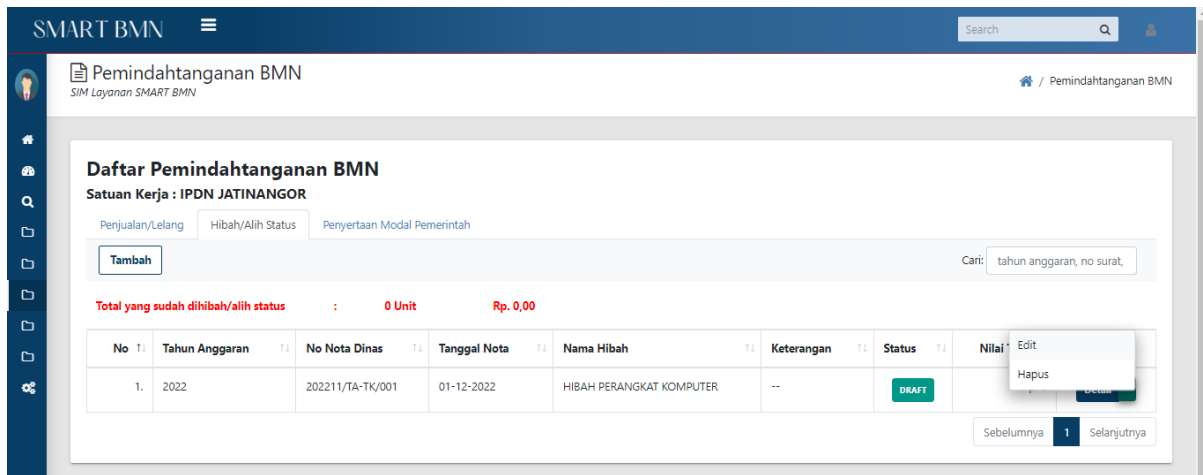 SMART BMN
Search
Pemindahtanganan BMN
SIM Layanan SMART BMN
/ Pemindahtanganan BMN
Daftar Pemindahtanganan BMN
Satuan Kerja : IPDN JATINANGOR
Penjualan/Lelang Hibah/Alih Status Penyertaan Modal Pemerintah
Tambah
Cari: tahun anggaran, no surat,
Total yang sudah dihibah/alih status : 0 Unit Rp. 0,00
No Tahun Anggaran No Nota Dinas Tanggal Nota Nama Hibah Keterangan Status Nilai
Edit
Hapus
1. 2022 202211/TA-TK/001 01-12-2022 HIBAH PERANGKAT KOMPUTER -- DRAFT
Sebelumnya 1 Selanjutnya